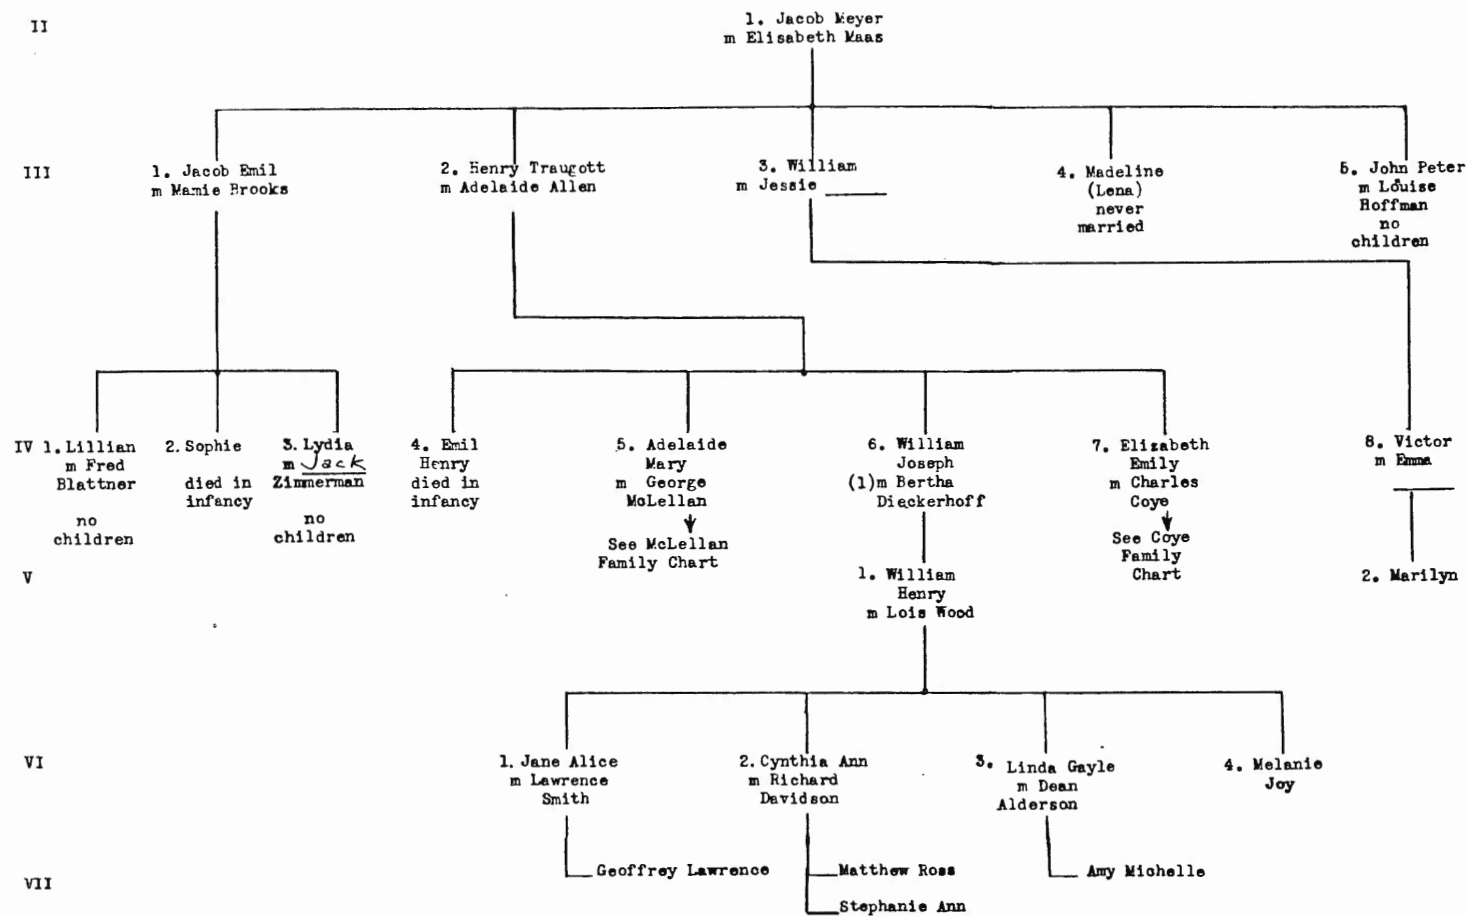 II
1. Jacob Meyer
m Elisabeth Maas
III
1. Jacob Emil
m Mamie Brooks
2. Henry Traugott
m Adelaide Allen
3. William
m Jessie ______
4. Madeline
(Lena)
never
married
5. John Peter
m Louise
Hoffman
no
children
IV
1. Lillian
m Fred
Blattner
no
children
2. Sophie
died in
infancy
3. Lydia
m Jack
Zimmerman
no
children
4. Emil
Henry
died in
infancy
5. Adelaide
Mary
m George
McLellan
See McLellan
Family Chart
6. William
Joseph
(1)m Bertha
Dieckerhoff
7. Elizabeth
Emily
m Charles
Coye
See Coye
Family
Chart
8. Victor
m Emma
______
V
1. William
Henry
m Lois Wood
2. Marilyn
VI
1. Jane Alice
m Lawrence
Smith
2. Cynthia Ann
m Richard
Davidson
3. Linda Gayle
m Dean
Alderson
4. Melanie
Joy
VII
Geoffrey Lawrence
Matthew Ross
Stephanie Ann
Amy Michelle